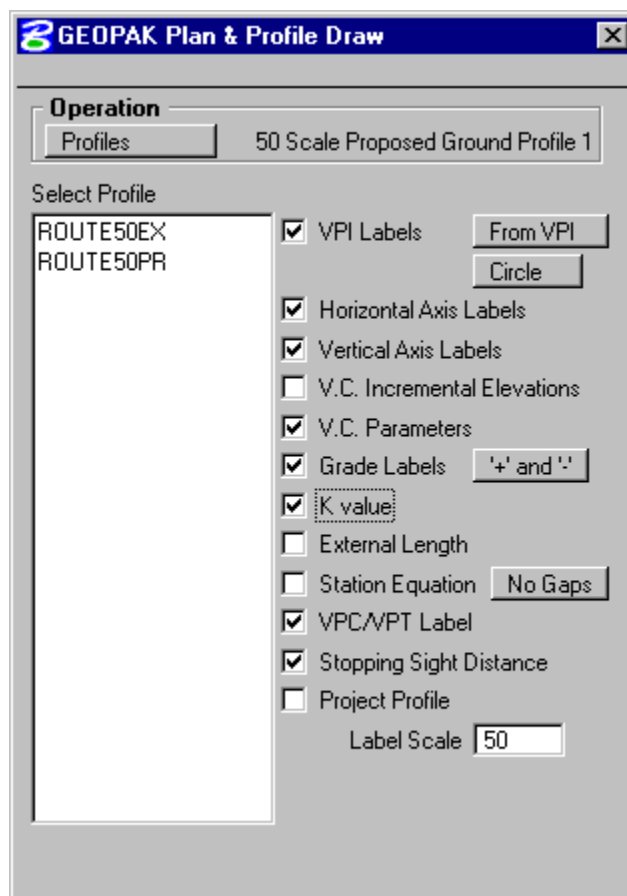 GEOPAK Plan & Profile Draw
Operation
Profiles 50 Scale Proposed Ground Profile 1
Select Profile
ROUTE50EX
ROUTE50PR
VPI Labels From VPI
Circle
Horizontal Axis Labels
Vertical Axis Labels
V.C. Incremental Elevations
V.C. Parameters
Grade Labels '+' and '-'
K value
External Length
Station Equation No Gaps
VPC/VPT Label
Stopping Sight Distance
Project Profile
Label Scale 50